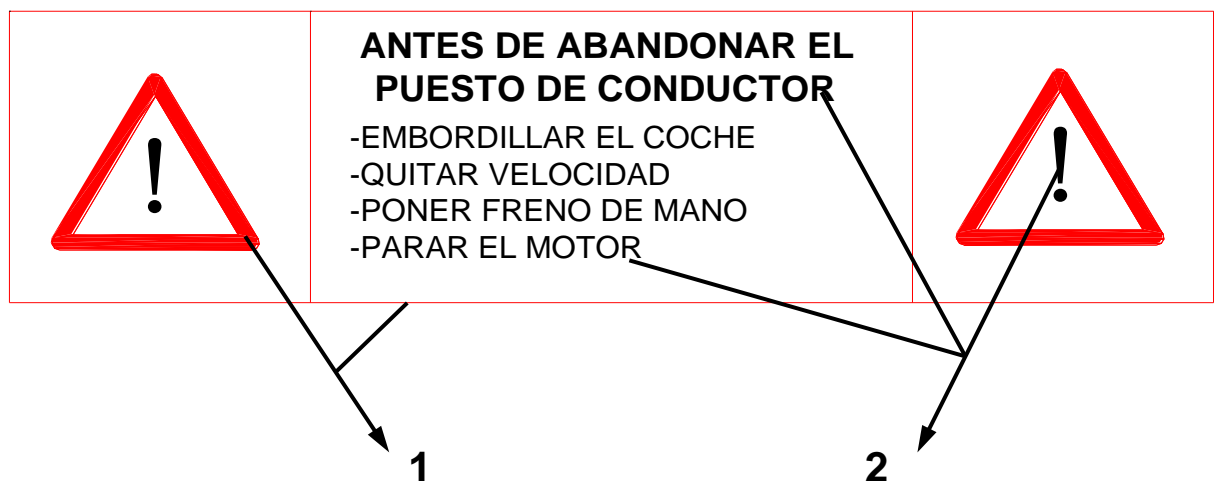 ANTES DE ABANDONAR EL
PUESTO DE CONDUCTOR
-EMBORDILLAR EL COCHE
-QUITAR VELOCIDAD
-PONER FRENO DE MANO
-PARAR EL MOTOR
! !
1 2